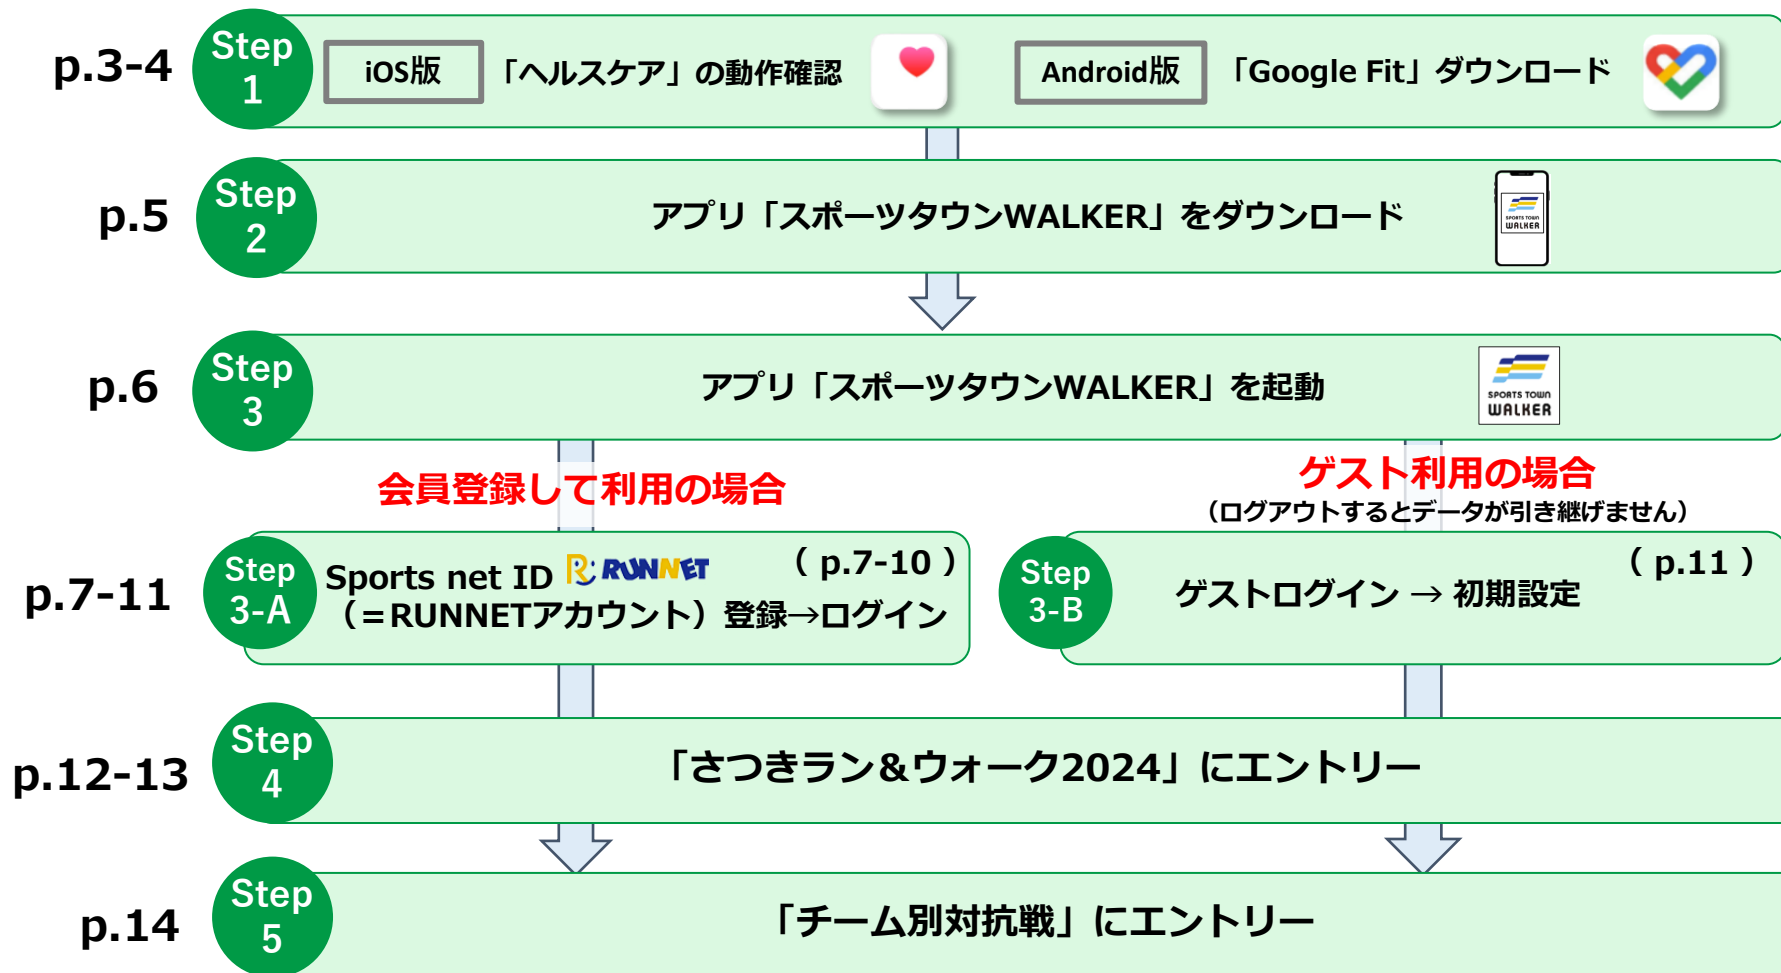 p.3-4
Step
1
iOS版
「ヘルスケア」の動作確認
Android版
「Google Fit」ダウンロード
p.5
Step
2
アプリ「スポーツタウンWALKER」をダウンロード
SPORTS TOWN
WALKER
p.6
Step
3
アプリ「スポーツタウンWALKER」を起動
SPORTS TOWN
WALKER
会員登録して利用の場合
ゲスト利用の場合
（ログアウトするとデータが引き継げません）
p.7-11
Step
3-A
Sports net ID RUNNET （ p.7-10 ）
（＝RUNNETアカウント）登録→ログイン
Step
3-B
（ p.11 ）
ゲストログイン → 初期設定
p.12-13
Step
4
「さつきラン＆ウォーク2024」にエントリー
p.14
Step
5
「チーム別対抗戦」にエントリー